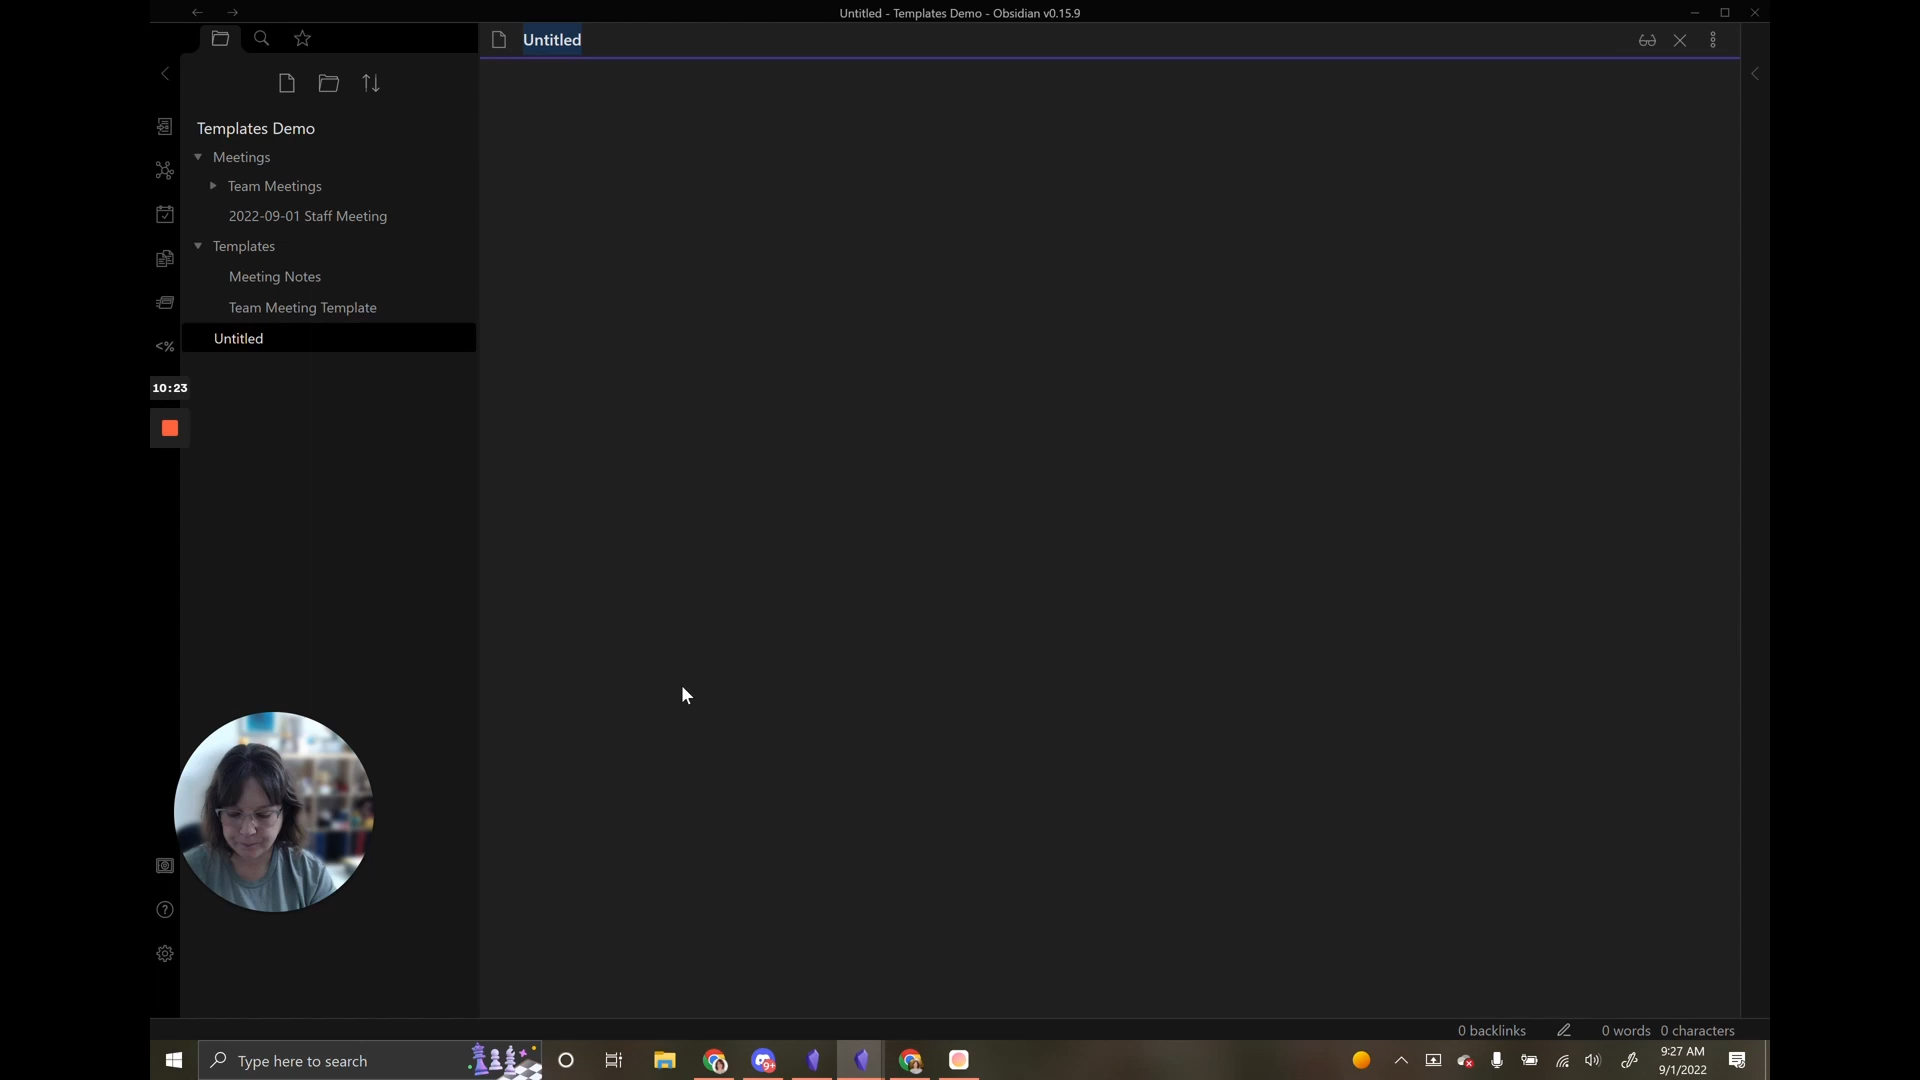 Untitled - Templates Demo - Obsidian v0.15.9
Untitled
Templates Demo
Meetings
Team Meetings
2022-09-01 Staff Meeting
Templates
Meeting Notes
Team Meeting Template
<%
Untitled
10:23
0 backlinks
0 words 0 characters
Type here to search
9+
9:27 AM
9/1/2022